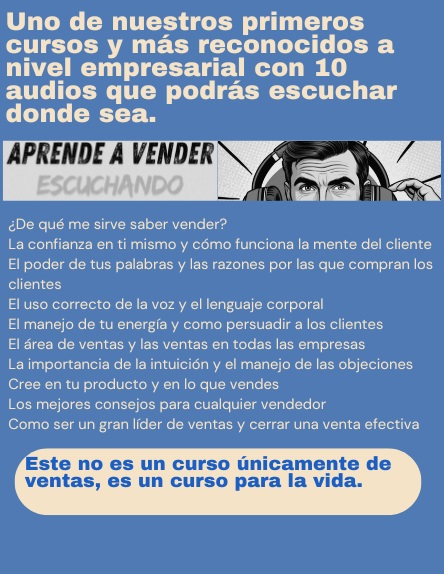 Uno de nuestros primeros
cursos y más reconocidos a
nivel empresarial con 10
audios que podrás escuchar
donde sea.
APRENDE A VENDER
ESCUCHANDO
¿De qué me sirve saber vender?
La confianza en ti mismo y cómo funciona la mente del cliente
El poder de tus palabras y las razones por las que compran los
clientes
El uso correcto de la voz y el lenguaje corporal
El manejo de tu energía y como persuadir a los clientes
El área de ventas y las ventas en todas las empresas
La importancia de la intuición y el manejo de las objeciones
Cree en tu producto y en lo que vendes
Los mejores consejos para cualquier vendedor
Como ser un gran líder de ventas y cerrar una venta efectiva
Este no es un curso únicamente de
ventas, es un curso para la vida.